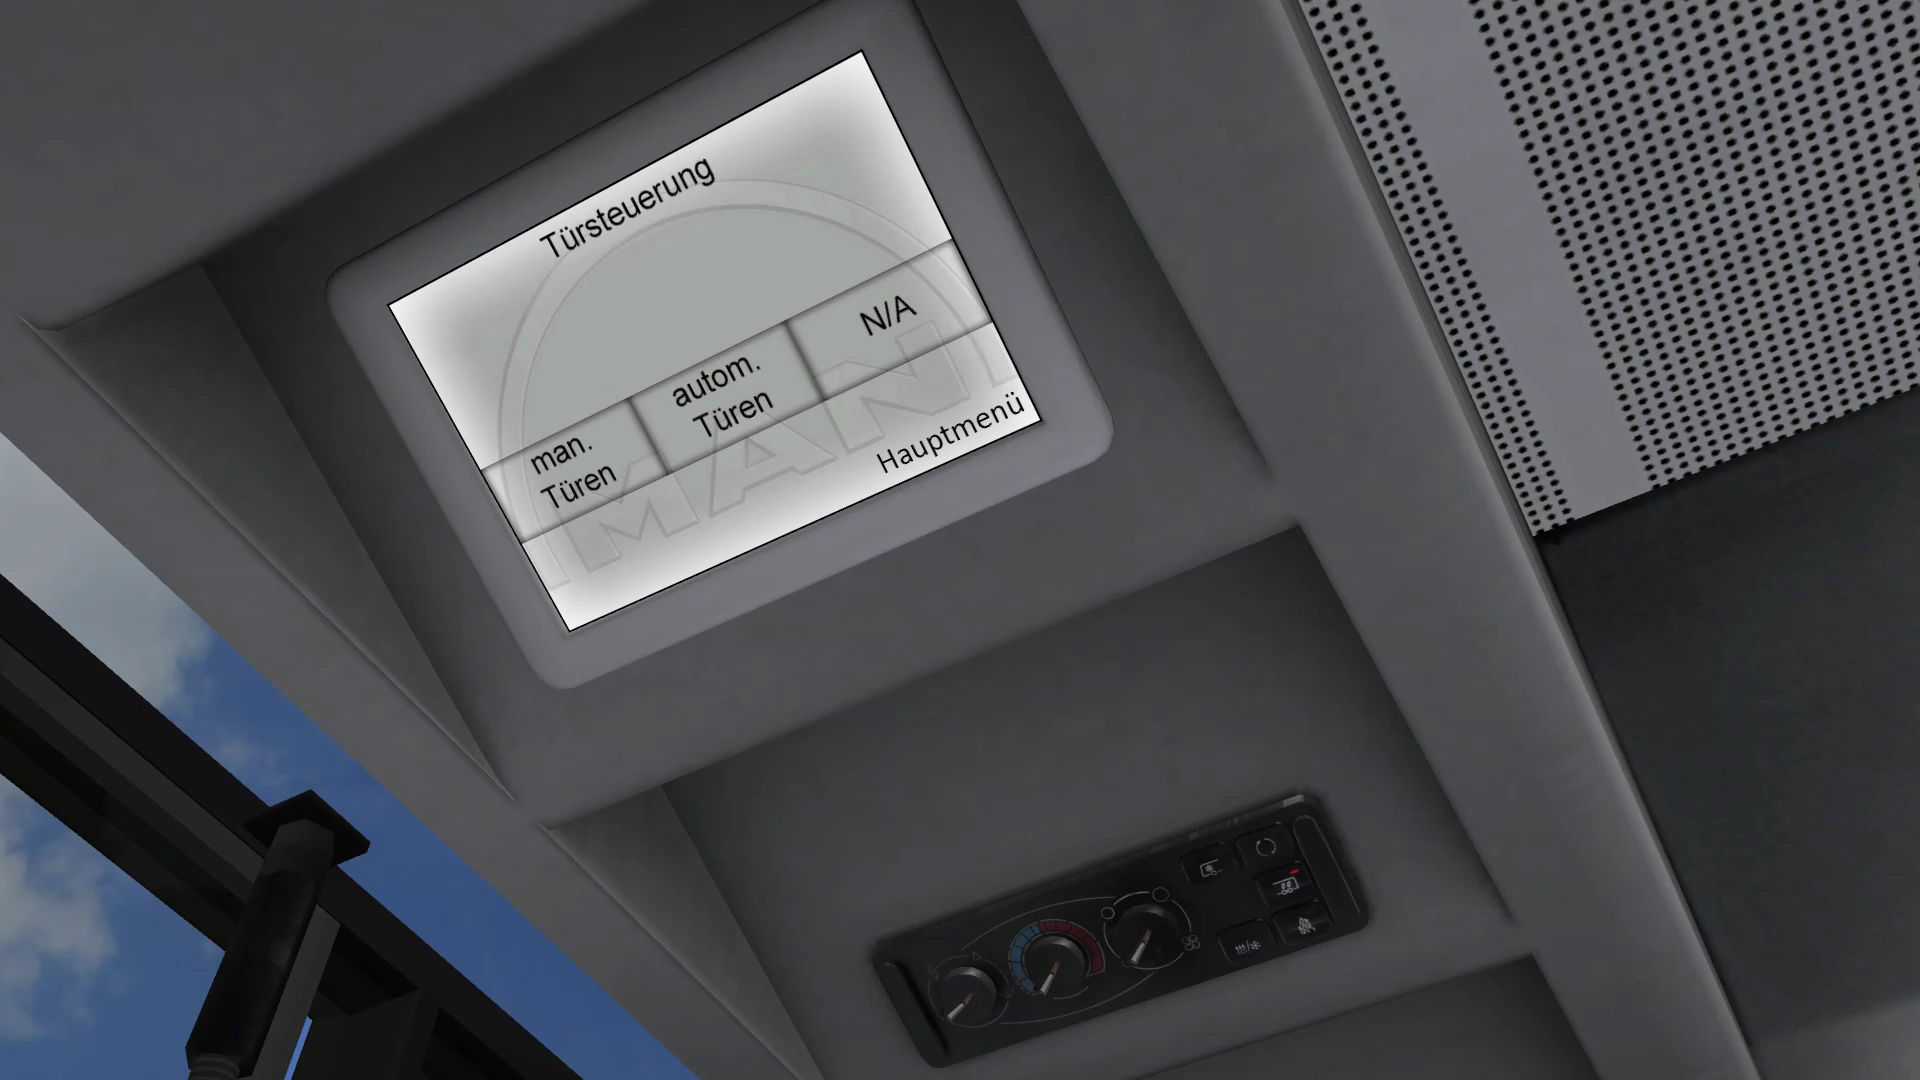 Türsteuerung
man.
Türen
autom.
Türen
N/A
MAN
Hauptmenü